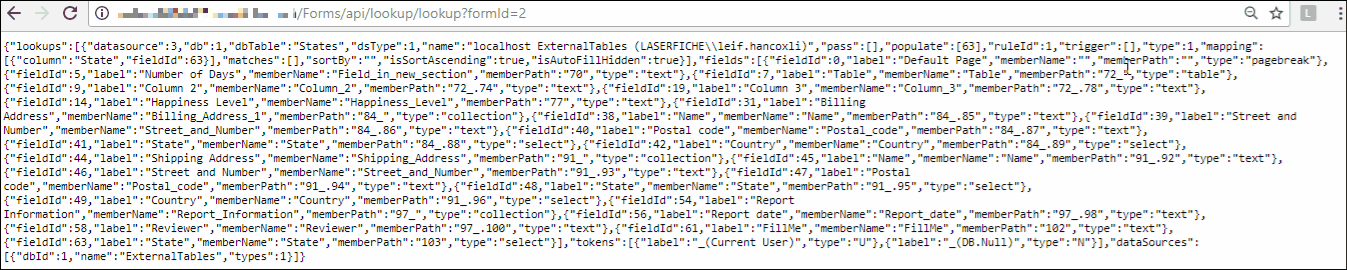 /Forms/api/lookup/lookup?formId=2
L
{"lookups":[{"datasource":3,"db":1,"dbTable":"States","dsType":1,"name":"localhost ExternalTables (LASERFICHE\\leif.hancoxli)","pass":[],"populate":[63],"ruleId":1,"trigger":[],"type":1,"mapping":
[{"column":"State","fieldId":63}],"matches":[],"sortBy":"","isSortAscending":true,"isAutoFillHidden":true}],"fields":[{"fieldId":0,"label":"Default Page","memberName":"","memberPath":"","type":"pagebreak"},
{"fieldId":5,"label":"Number of Days","memberName":"Field_in_new_section","memberPath":"70","type":"text"},{"fieldId":7,"label":"Table","memberName":"Table","memberPath":"72_","type":"table"},
{"fieldId":9,"label":"Column 2","memberName":"Column_2","memberPath":"72_.74","type":"text"},{"fieldId":19,"label":"Column 3","memberName":"Column_3","memberPath":"72_.78","type":"text"},
{"fieldId":14,"label":"Happiness Level","memberName":"Happiness_Level","memberPath":"77","type":"text"},{"fieldId":31,"label":"Billing
Address","memberName":"Billing_Address_1","memberPath":"84_","type":"collection"},{"fieldId":38,"label":"Name","memberName":"Name","memberPath":"84_.85","type":"text"},{"fieldId":39,"label":"Street and
Number","memberName":"Street_and_Number","memberPath":"84_.86","type":"text"},{"fieldId":40,"label":"Postal code","memberName":"Postal_code","memberPath":"84_.87","type":"text"},
{"fieldId":41,"label":"State","memberName":"State","memberPath":"84_.88","type":"select"},{"fieldId":42,"label":"Country","memberName":"Country","memberPath":"84_.89","type":"select"},
{"fieldId":44,"label":"Shipping Address","memberName":"Shipping_Address","memberPath":"91_","type":"collection"},{"fieldId":45,"label":"Name","memberName":"Name","memberPath":"91_.92","type":"text"},
{"fieldId":46,"label":"Street and Number","memberName":"Street_and_Number","memberPath":"91_.93","type":"text"},{"fieldId":47,"label":"Postal
code","memberName":"Postal_code","memberPath":"91_.94","type":"text"},{"fieldId":48,"label":"State","memberName":"State","memberPath":"91_.95","type":"select"},
{"fieldId":49,"label":"Country","memberName":"Country","memberPath":"91_.96","type":"select"},{"fieldId":54,"label":"Report
Information","memberName":"Report_Information","memberPath":"97_","type":"collection"},{"fieldId":56,"label":"Report date","memberName":"Report_date","memberPath":"97_.98","type":"text"},
{"fieldId":58,"label":"Reviewer","memberName":"Reviewer","memberPath":"97_.100","type":"text"},{"fieldId":61,"label":"FillMe","memberName":"FillMe","memberPath":"102","type":"text"},
{"fieldId":63,"label":"State","memberName":"State","memberPath":"103","type":"select"}],"tokens":[{"label":"_(Current User)","type":"U"},{"label":"_(DB.Null)","type":"N"}],"dataSources":
[{"dbId":1,"name":"ExternalTables","types":1}]}